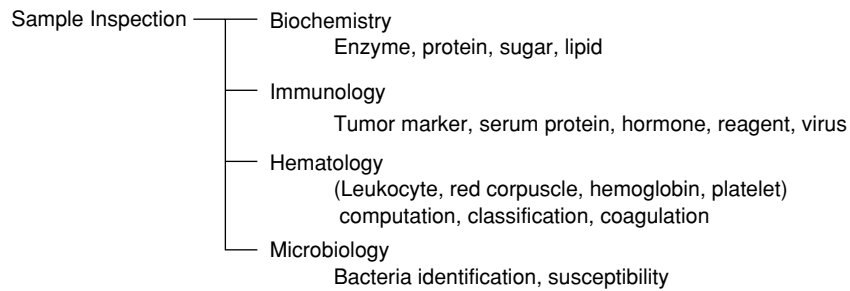 Sample Inspection
Biochemistry
Enzyme, protein, sugar, lipid
Immunology
Tumor marker, serum protein, hormone, reagent, virus
Hematology
(Leukocyte, red corpuscle, hemoglobin, platelet)
computation, classification, coagulation
Microbiology
Bacteria identification, susceptibility